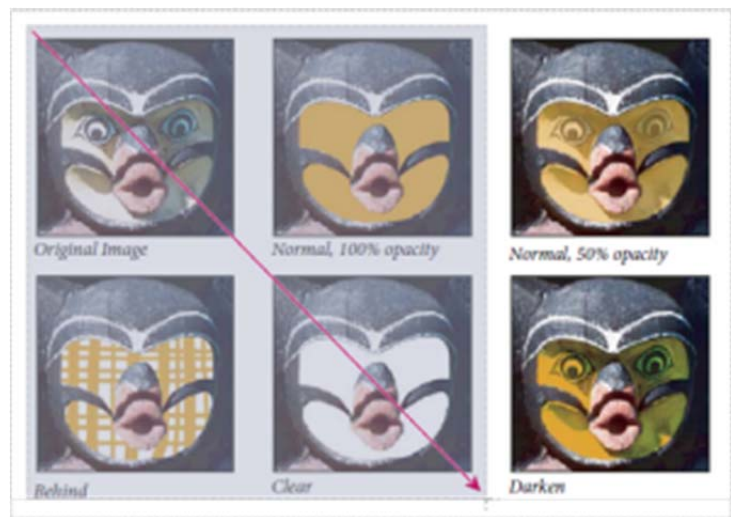 Original Image
Normal, 100% opacity
Normal, 50% opacity
Behind
Clear
Darken